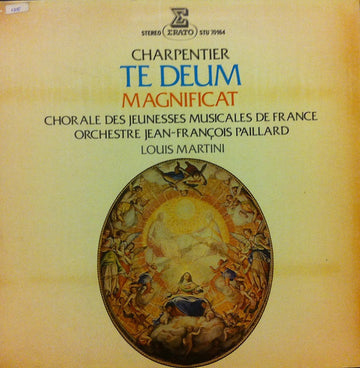 STEREO ERATO STU 70164
CHARPENTIER
TE DEUM
MAGNIFICAT
CHORALE DES JEUNESSES MUSICALES DE FRANCE
ORCHESTRE JEAN-FRANÇOIS PAILLARD
LOUIS MARTINI